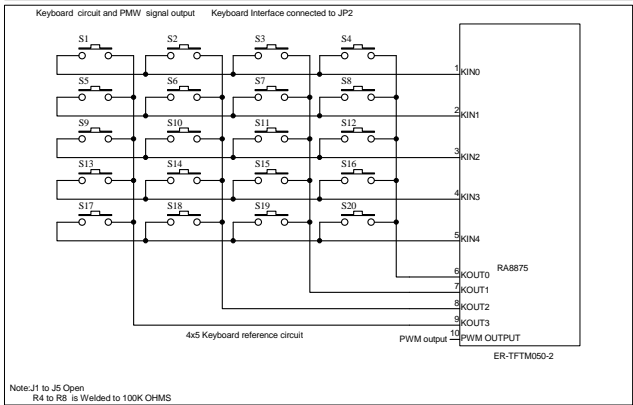 Keyboard circuit and PMW signal output Keyboard Interface connected to JP2
S1 S2 S3 S4
1 KIN0
S5 S6 S7 S8
2 KIN1
S9 S10 S11 S12
3 KIN2
S13 S14 S15 S16
4 KIN3
S17 S18 S19 S20
5 KIN4
6 KOUT0 RA8875
7 KOUT1
8 KOUT2
9 KOUT3
4x5 Keyboard reference circuit
PWM output 10 PWM OUTPUT
ER-TFTM050-2
Note:J1 to J5 Open
R4 to R8 is Welded to 100K OHMS